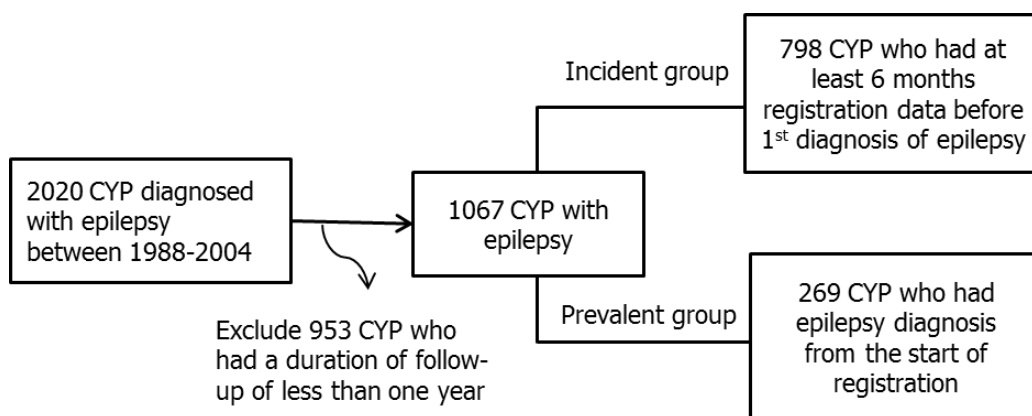 2020 CYP diagnosed
with epilepsy
between 1988-2004
Exclude 953 CYP who
had a duration of follow-
up of less than one year
1067 CYP with
epilepsy
Incident group
798 CYP who had at
least 6 months
registration data before
1st diagnosis of epilepsy
Prevalent group
269 CYP who had
epilepsy diagnosis
from the start of
registration